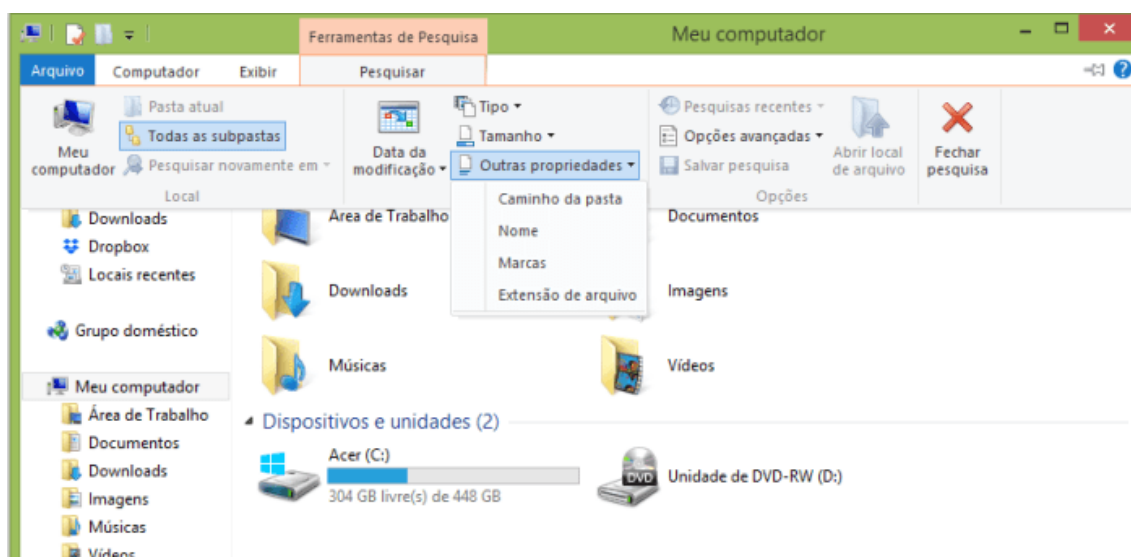 Ferramentas de Pesquisa
Meu computador
Arquivo
Computador
Exibir
Pesquisar
Meu computador
Pasta atual
Todas as subpastas
Pesquisar novamente em
Local
Data da modificação
Tipo
Tamanho
Outras propriedades
Caminho da pasta
Nome
Marcas
Extensão de arquivo
Pesquisas recentes
Opções avançadas
Salvar pesquisa
Abrir local de arquivo
Opções
Fechar pesquisa
Downloads
Dropbox
Locais recentes
Grupo doméstico
Meu computador
Área de Trabalho
Documentos
Downloads
Imagens
Músicas
Vídeos
Área de Trabalho
Documentos
Downloads
Imagens
Músicas
Vídeos
Dispositivos e unidades (2)
Acer (C:)
304 GB livre(s) de 448 GB
DVD
Unidade de DVD-RW (D:)